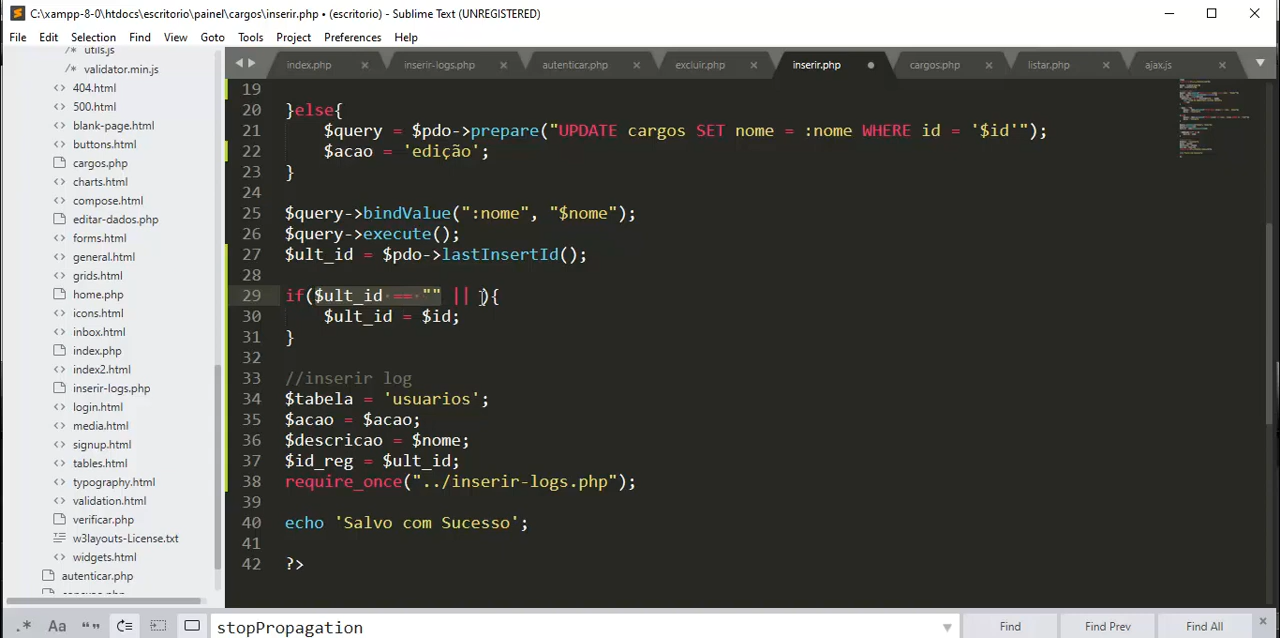 C:\xampp-8-0\htdocs\escritorio\painel\cargos\inserir.php • (escritorio) - Sublime Text (UNREGISTERED)
File Edit Selection Find View Goto Tools Project Preferences Help
index.php inserir-logs.php autenticar.php excluir.php inserir.php cargos.php listar.php ajax.js
/* utils.js
/* validator.min.js
<> 404.html
<> 500.html
<> blank-page.html
<> buttons.html
cargos.php
<> charts.html
<> compose.html
editar-dados.php
<> forms.html
<> general.html
<> grids.html
<> home.php
<> icons.html
<> inbox.html
<> index.php
<> index2.html
inserir-logs.php
<> login.html
<> media.html
<> signup.html
<> tables.html
<> typography.html
<> validation.html
verificar.php
w3layouts-License.txt
<> widgets.html
autenticar.php
19
20 }else{
21 $query = $pdo->prepare("UPDATE cargos SET nome = :nome WHERE id = '$id'");
22 $acao = 'edição';
23 }
24
25 $query->bindValue(":nome", "$nome");
26 $query->execute();
27 $ult_id = $pdo->lastInsertId();
28
29 if($ult_id == "" || ){
30 $ult_id = $id;
31 }
32
33 //inserir log
34 $tabela = 'usuarios';
35 $acao = $acao;
36 $descricao = $nome;
37 $id_reg = $ult_id;
38 require_once("../inserir-logs.php");
39
40 echo 'Salvo com Sucesso';
41
42 ?>
.* Aa “” stopPropagation Find Find Prev Find All